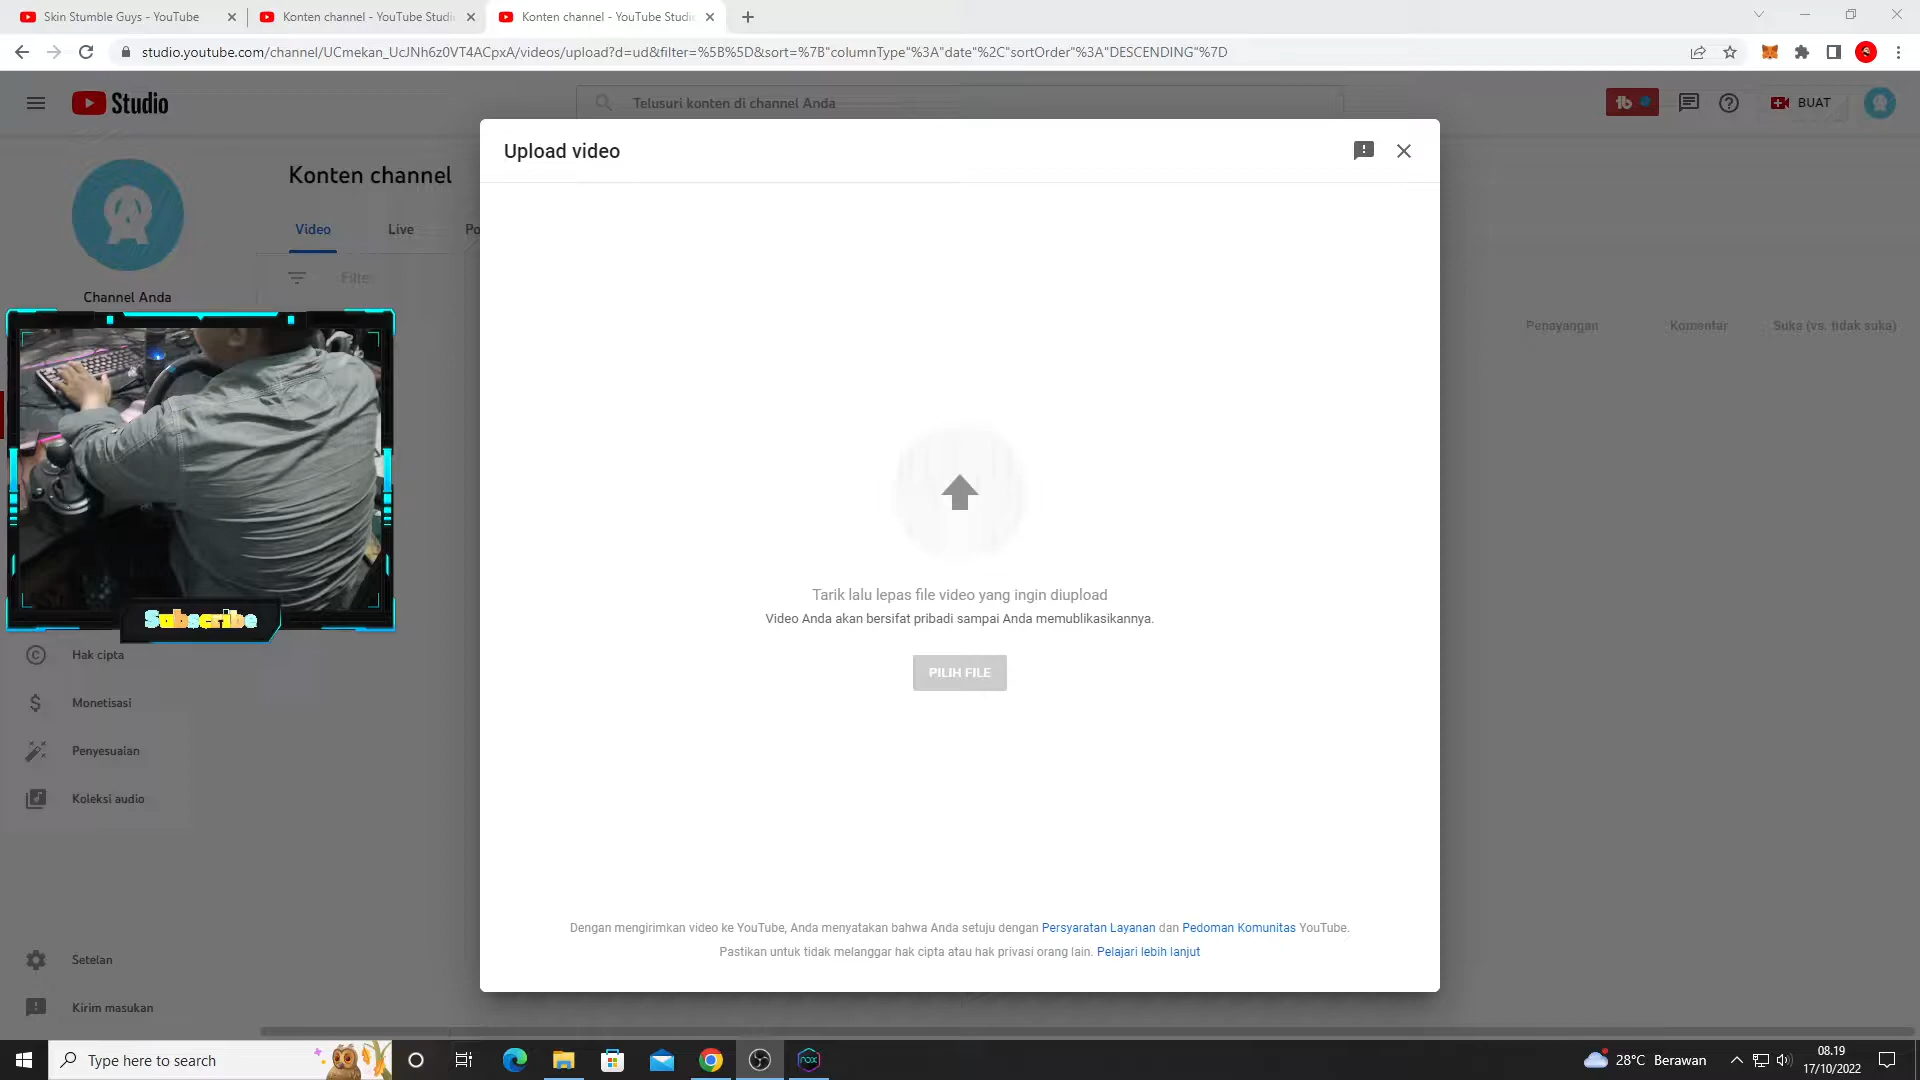 Skin Stumble Guys - YouTube
Konten channel - YouTube Studi
Konten channel - YouTube Studi
studio.youtube.com/channel/UCmekan_UcJNh6z0VT4ACpxA/videos/upload?d=ud&filter=%5B%5D&sort=%7B"columnType"%3A"date"%2C"sortOrder"%3A"DESCENDING"%7D
Studio
Telusuri konten di channel Anda
BUAT
Upload video
Konten channel
Video
Live
Po
Filter
Channel Anda
Penayangan
Komentar
Suka (vs. tidak suka)
Subscribe
Tarik lalu lepas file video yang ingin diupload
Video Anda akan bersifat pribadi sampai Anda memublikasikannya.
PILIH FILE
Hak cipta
Monetisasi
Penyesuaian
Koleksi audio
Dengan mengirimkan video ke YouTube, Anda menyatakan bahwa Anda setuju dengan Persyaratan Layanan dan Pedoman Komunitas YouTube.
Pastikan untuk tidak melanggar hak cipta atau hak privasi orang lain. Pelajari lebih lanjut
Setelan
Kirim masukan
Type here to search
28°C Berawan
08.19
17/10/2022